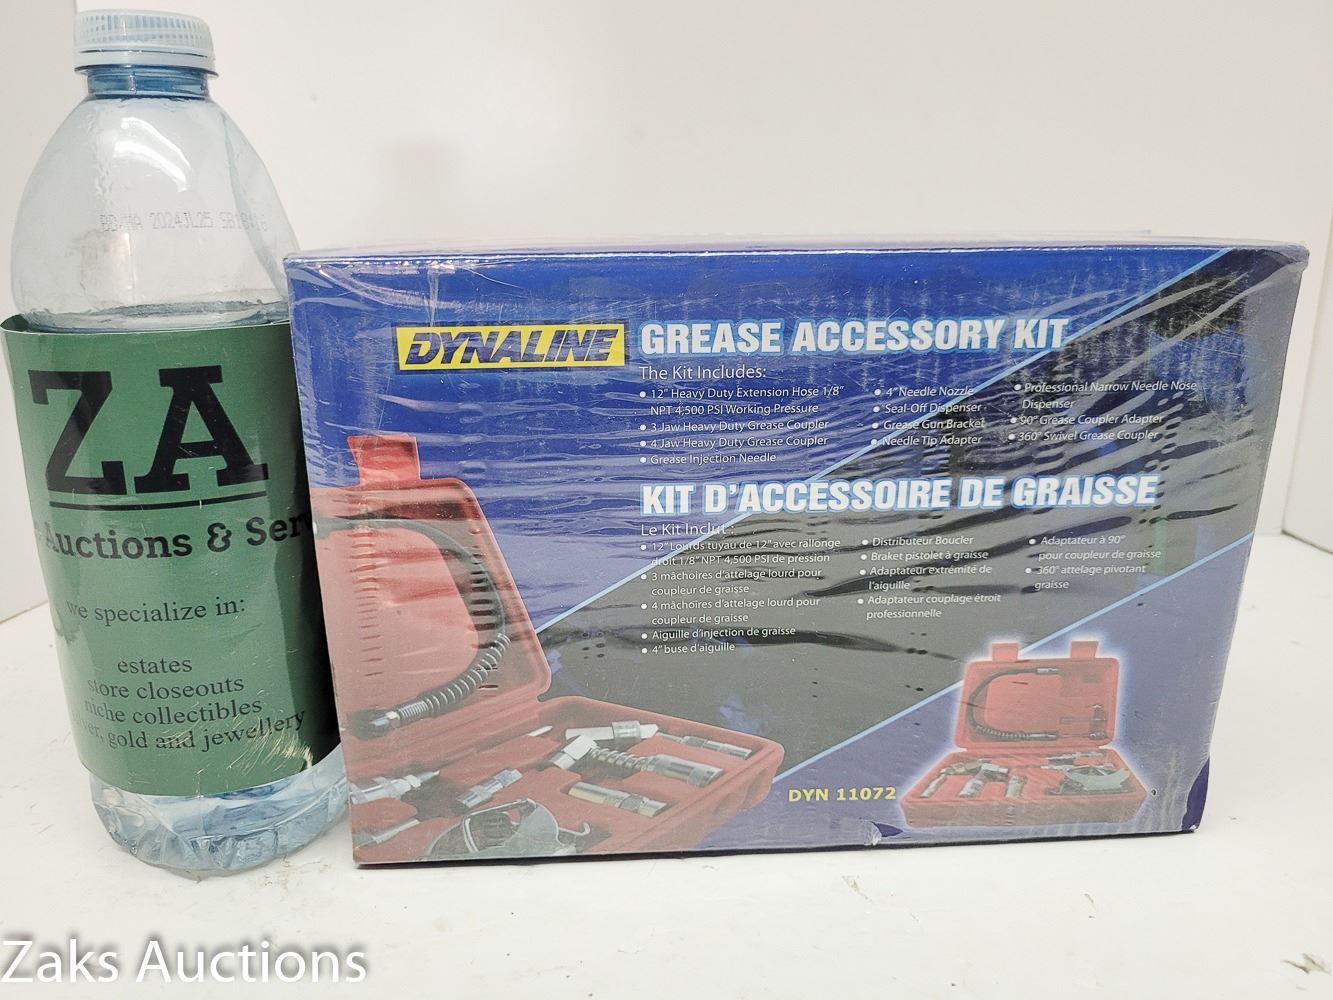 BB/MA 2024JL25
ZA
Auctions & Ser
we specialize in:
estates
store closeouts
niche collectibles
er, gold and jewellery
DYNALINE
GREASE ACCESSORY KIT
The Kit Includes:
• 12" Heavy Duty Extension Hose 1/8"
NPT 4,500 PSI Working Pressure
• 3 Jaw Heavy Duty Grease Coupler
• 4 Jaw Heavy Duty Grease Coupler
• Grease Injection Needle
• 4" Needle Nozzle
• Seal-Off Dispenser
• Grease Gun Bracket
• Needle Tip Adapter
• Professional Narrow Needle Nose
Dispenser
• 90° Grease Coupler Adapter
• 360° Swivel Grease Coupler
KIT D'ACCESSOIRE DE GRAISSE
Le Kit Inclut :
• 12" Lourds tuyau de 12" avec rallonge
droit 1/8" NPT 4,500 PSI de pression
• 3 mâchoires d'attelage lourd pour
coupleur de graisse
• 4 mâchoires d'attelage lourd pour
coupleur de graisse
• Aiguille d'injection de graisse
• 4" buse d'aiguille
• Distributeur Boucler
• Braket pistolet à graisse
• Adaptateur extrémité de
l'aiguille
• Adaptateur couplage étroit
professionnelle
• Adaptateur à 90°
pour coupleur de graisse
• 360° attelage pivotant
graisse
DYN 11072
Zaks Auctions